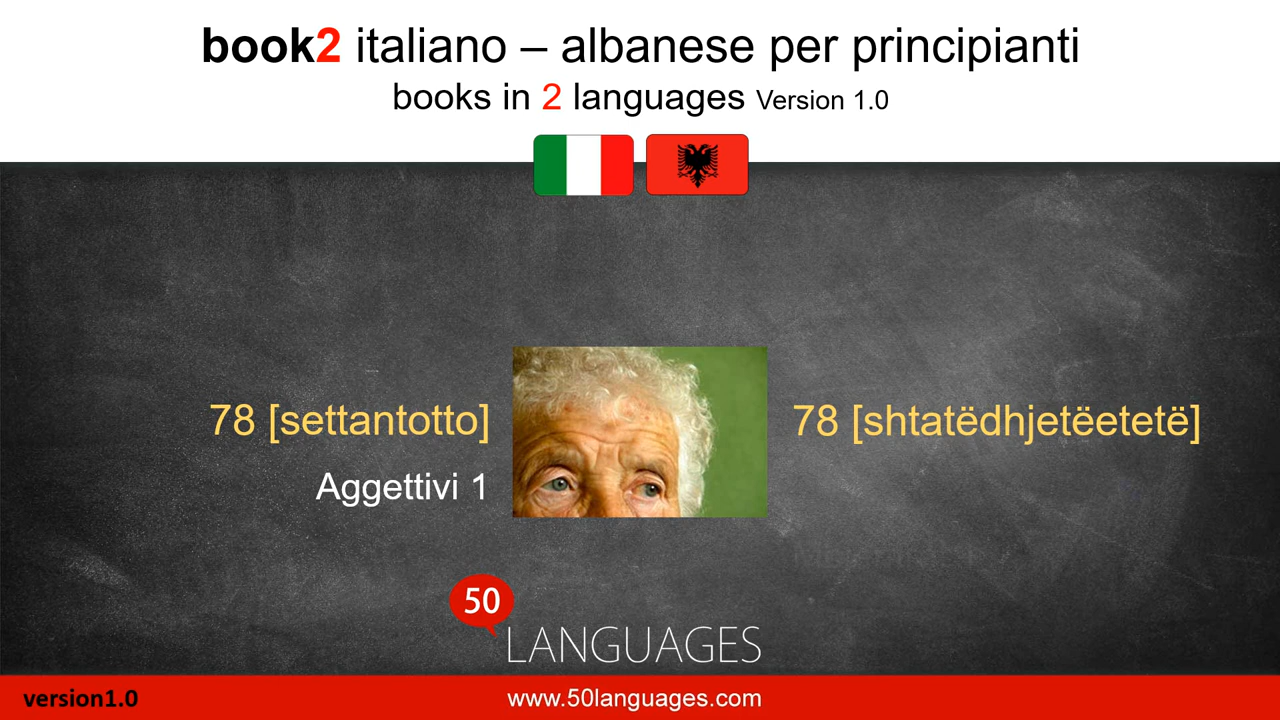 book2 italiano – albanese per principianti
books in 2 languages Version 1.0
78 [settantotto]
Aggettivi 1
78 [shtatëdhjetëetetë]
50
LANGUAGES
version1.0
www.50languages.com